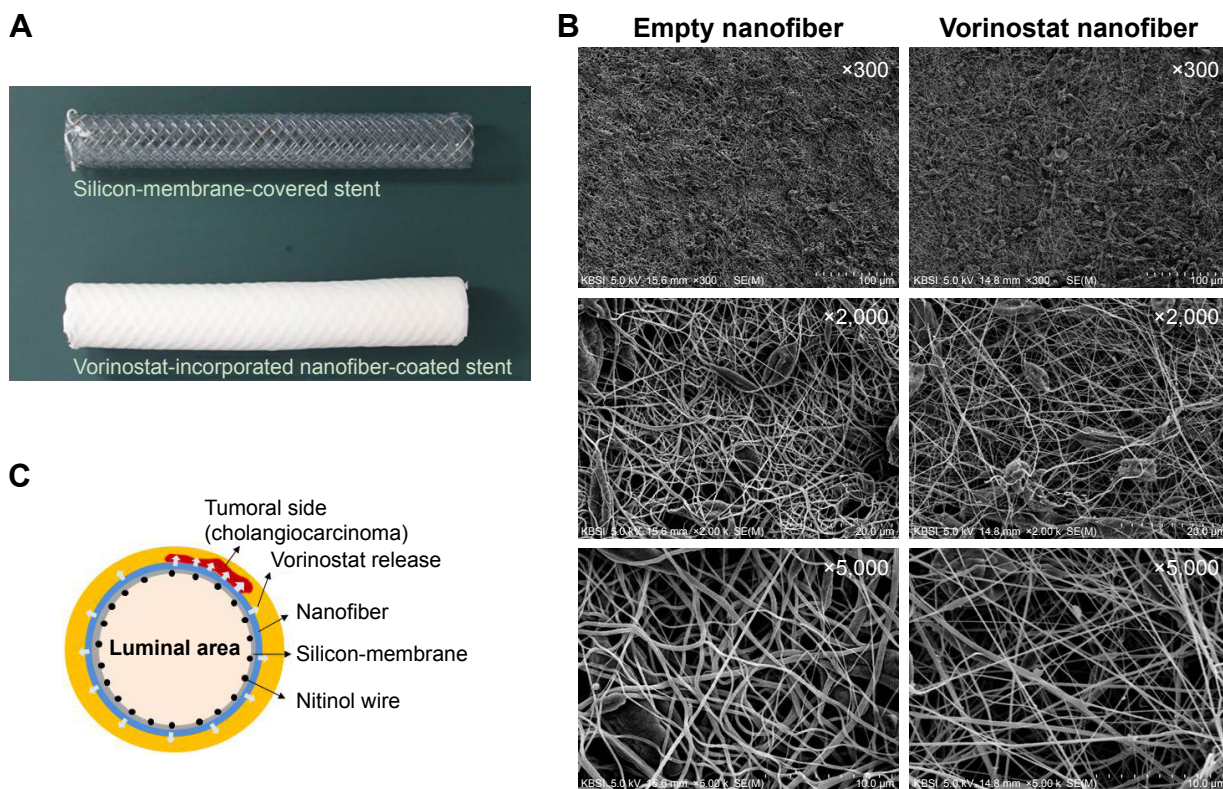 A
Silicon-membrane-covered stent
Vorinostat-incorporated nanofiber-coated stent
B
Empty nanofiber
Vorinostat nanofiber
×300
KBSI 5.0 kV 15.6 mm ×300 SE(M)
100 µm
×300
KBSI 5.0 kV 14.8 mm ×300 SE(M)
100 µm
×2,000
KBSI 5.0 kV 15.6 mm ×2.00 k SE(M)
20.0 µm
×2,000
KBSI 5.0 kV 14.8 mm ×2.00 k SE(M)
20.0 µm
×5,000
KBSI 5.0 kV 15.6 mm ×5.00 k SE(M)
10.0 µm
×5,000
KBSI 5.0 kV 14.8 mm ×5.00 k SE(M)
10.0 µm
C
Tumoral side
(cholangiocarcinoma)
Vorinostat release
Nanofiber
Silicon-membrane
Nitinol wire
Luminal area